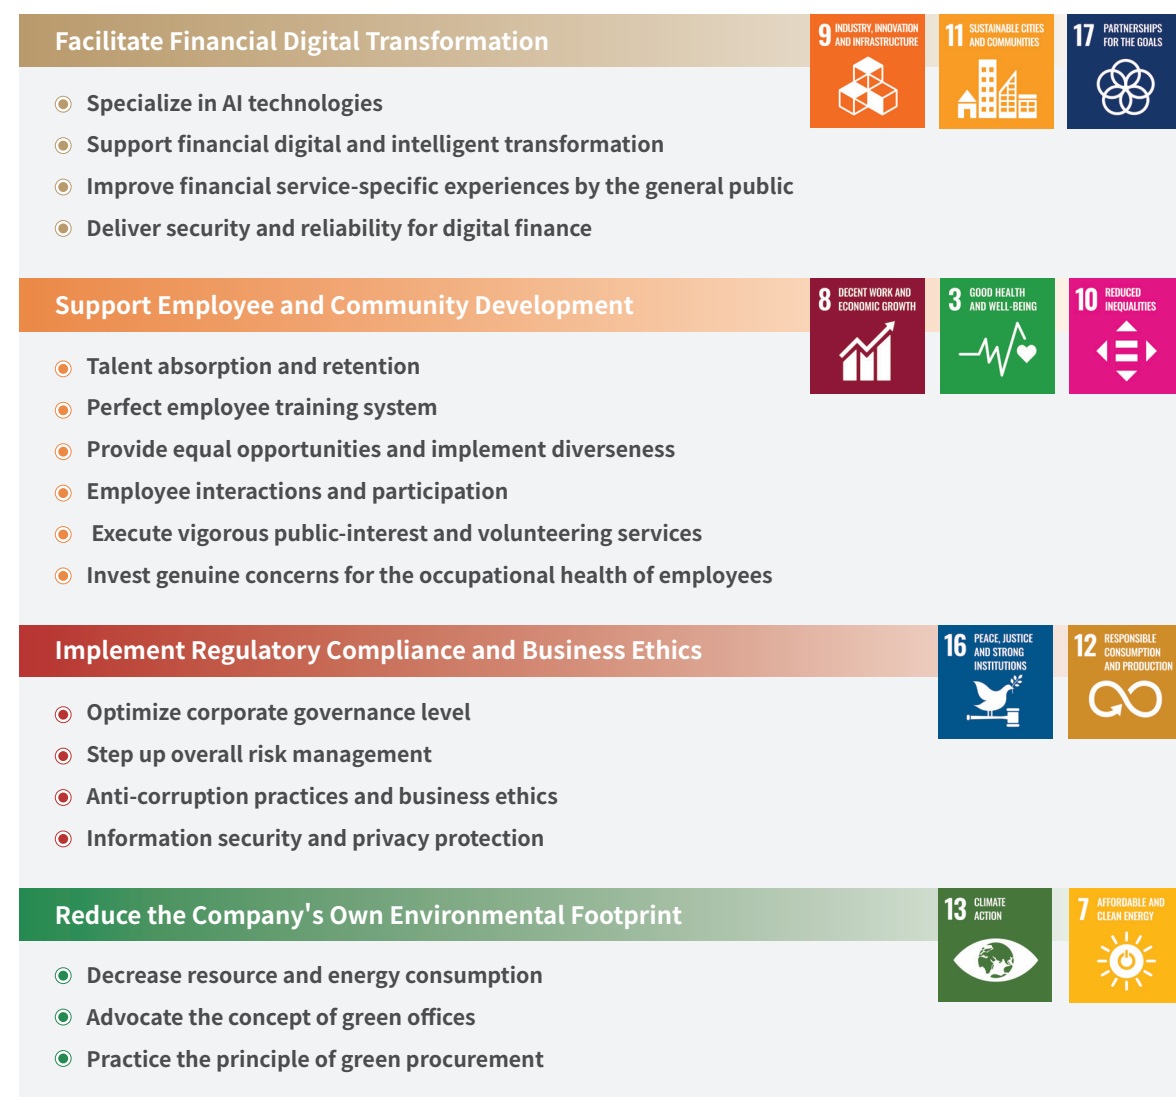 Facilitate Financial Digital Transformation
9 INDUSTRY, INNOVATION
AND INFRASTRUCTURE
11 SUSTAINABLE CITIES
AND COMMUNITIES
17 PARTNERSHIPS
FOR THE GOALS
Specialize in AI technologies
Support financial digital and intelligent transformation
Improve financial service-specific experiences by the general public
Deliver security and reliability for digital finance
Support Employee and Community Development
8 DECENT WORK AND
ECONOMIC GROWTH
3 GOOD HEALTH
AND WELL-BEING
10 REDUCED
INEQUALITIES
Talent absorption and retention
Perfect employee training system
Provide equal opportunities and implement diverseness
Employee interactions and participation
Execute vigorous public-interest and volunteering services
Invest genuine concerns for the occupational health of employees
Implement Regulatory Compliance and Business Ethics
16 PEACE, JUSTICE
AND STRONG
INSTITUTIONS
12 RESPONSIBLE
CONSUMPTION
AND PRODUCTION
Optimize corporate governance level
Step up overall risk management
Anti-corruption practices and business ethics
Information security and privacy protection
Reduce the Company's Own Environmental Footprint
13 CLIMATE
ACTION
7 AFFORDABLE AND
CLEAN ENERGY
Decrease resource and energy consumption
Advocate the concept of green offices
Practice the principle of green procurement